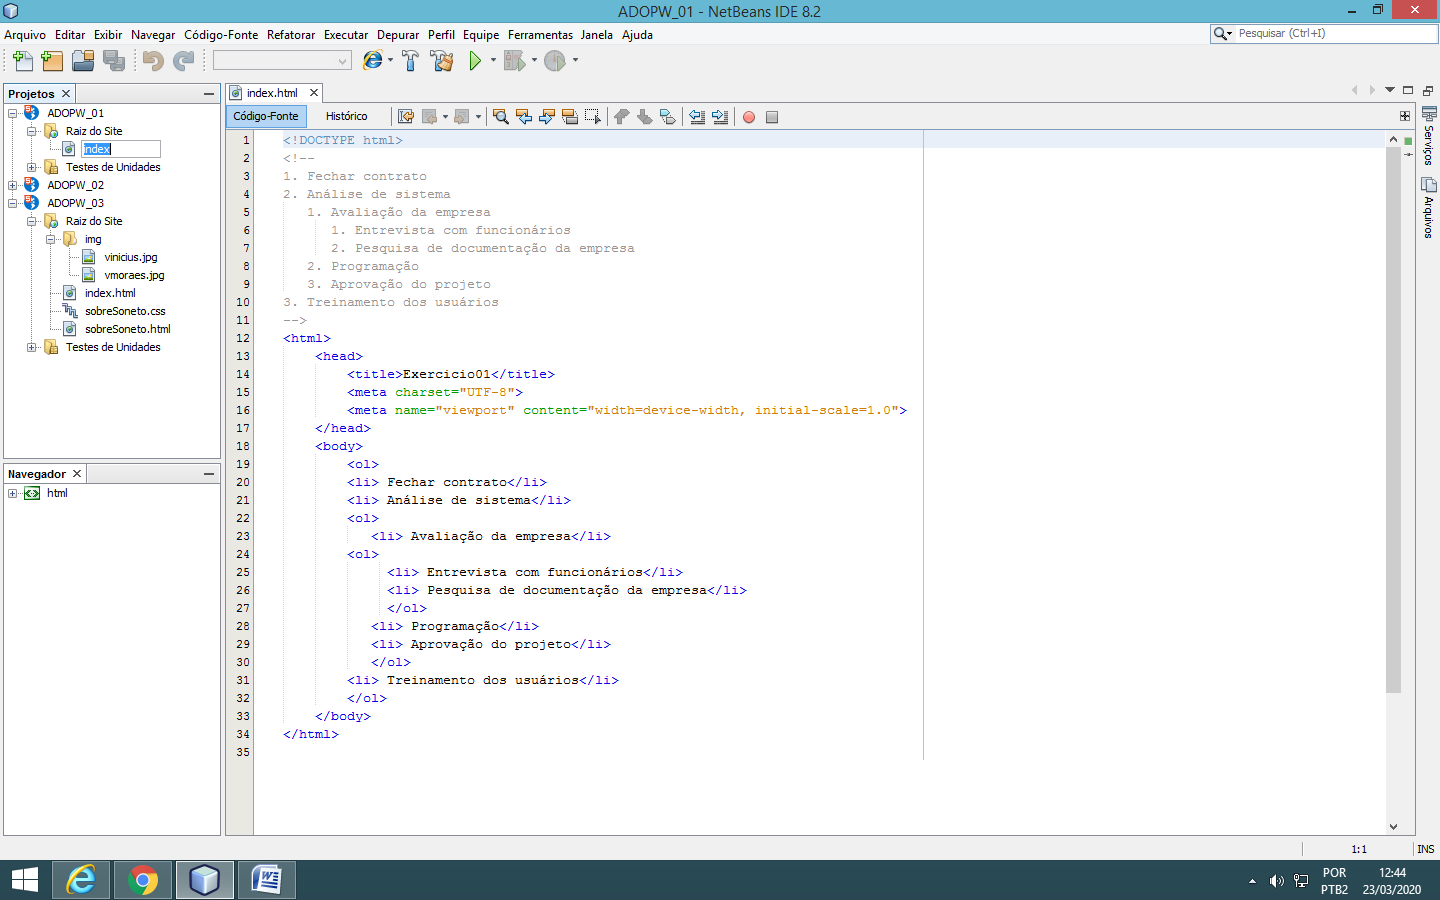 ADOPW_01 - NetBeans IDE 8.2
Arquivo Editar Exibir Navegar Código-Fonte Refatorar Executar Depurar Perfil Equipe Ferramentas Janela Ajuda
Pesquisar (Ctrl+I)
Projetos
ADOPW_01
Raiz do Site
index
Testes de Unidades
ADOPW_02
ADOPW_03
Raiz do Site
img
vinicius.jpg
vmoraes.jpg
index.html
sobreSoneto.css
sobreSoneto.html
Testes de Unidades
Navegador
html
index.html
Código-Fonte Histórico
1 <!DOCTYPE html>
2 <!--
3 1. Fechar contrato
4 2. Análise de sistema
5 1. Avaliação da empresa
6 1. Entrevista com funcionários
7 2. Pesquisa de documentação da empresa
8 2. Programação
9 3. Aprovação do projeto
10 3. Treinamento dos usuários
11 -->
12 <html>
13 <head>
14 <title>Exercicio01</title>
15 <meta charset="UTF-8">
16 <meta name="viewport" content="width=device-width, initial-scale=1.0">
17 </head>
18 <body>
19 <ol>
20 <li> Fechar contrato</li>
21 <li> Análise de sistema</li>
22 <ol>
23 <li> Avaliação da empresa</li>
24 <ol>
25 <li> Entrevista com funcionários</li>
26 <li> Pesquisa de documentação da empresa</li>
27 </ol>
28 <li> Programação</li>
29 <li> Aprovação do projeto</li>
30 </ol>
31 <li> Treinamento dos usuários</li>
32 </ol>
33 </body>
34 </html>
35
Serviços
Arquivos
1:1 INS
POR
PTB2
12:44
23/03/2020